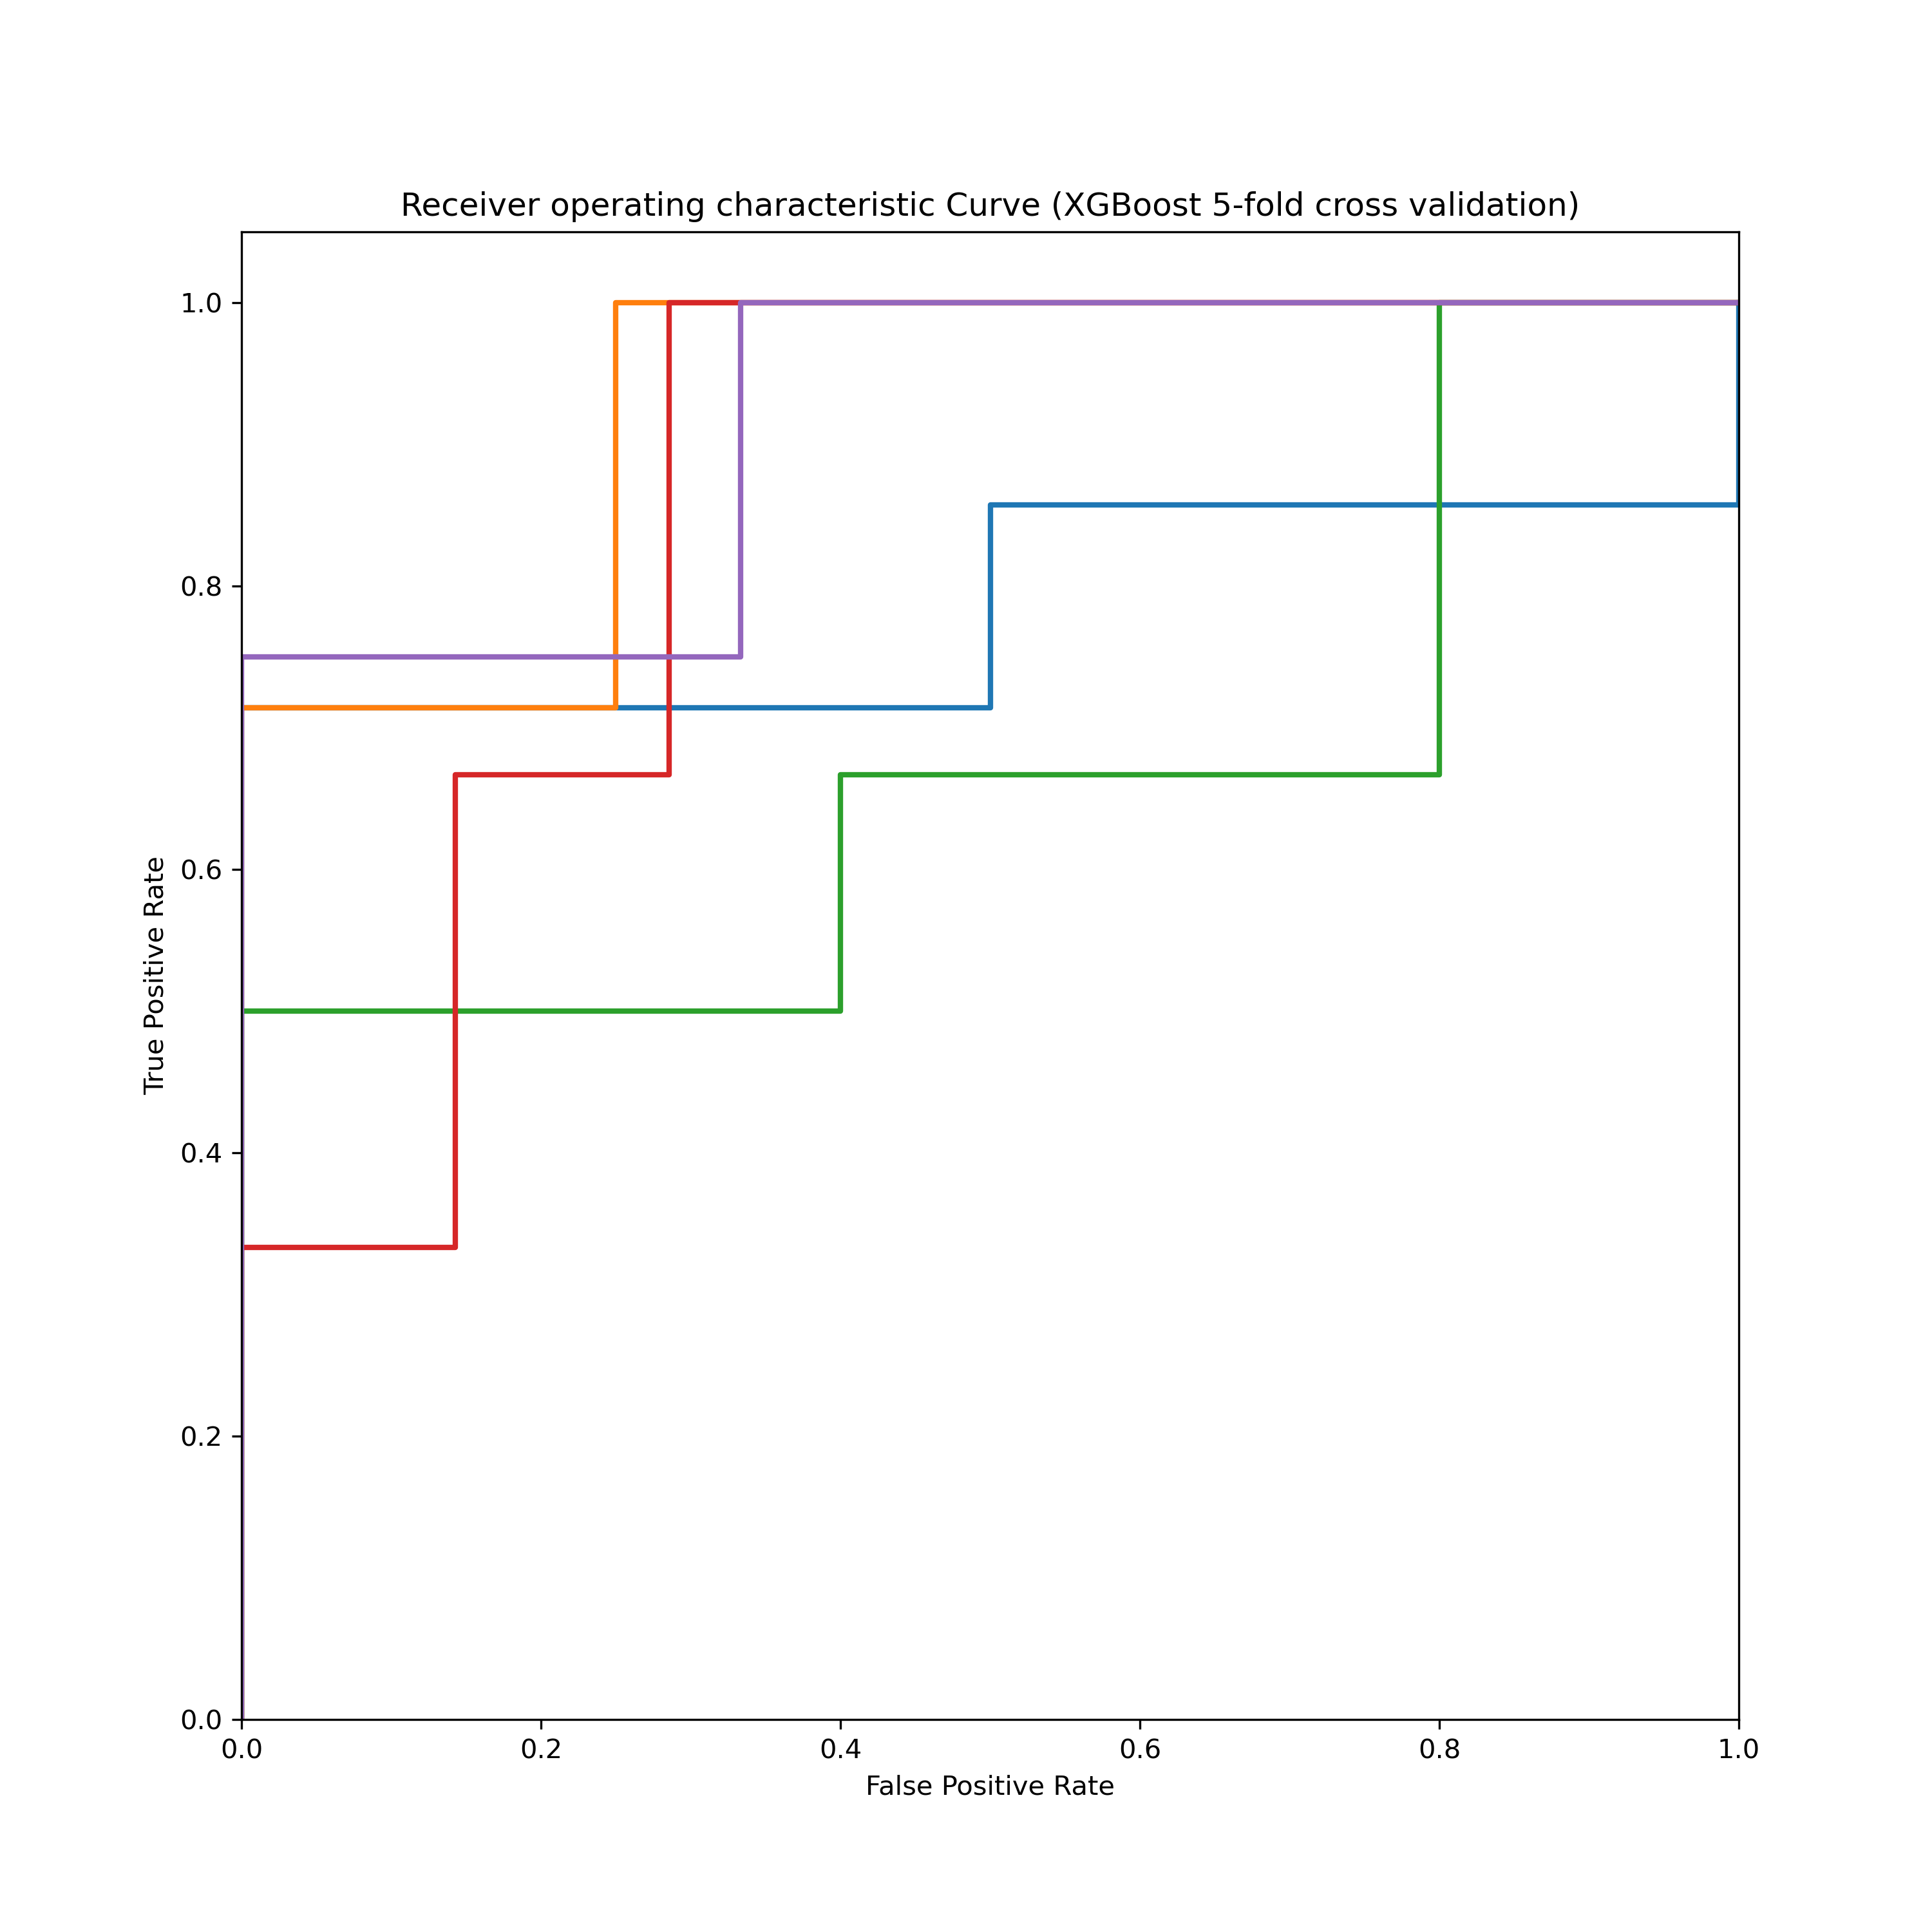 Receiver operating characteristic Curve (XGBoost 5-fold cross validation)
1.0
0.8
0.6
0.4
0.2
0.0
True Positive Rate
0.0 0.2 0.4 0.6 0.8 1.0
False Positive Rate